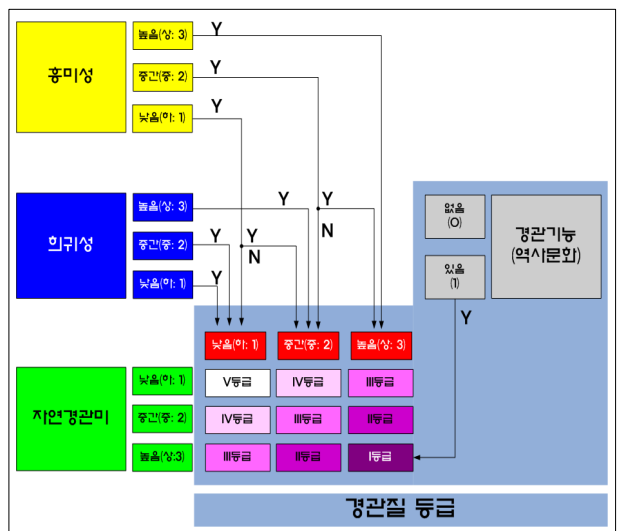 흥미성
높음(상: 3)
Y
중간(중: 2)
Y
낮음(하: 1)
Y
희귀성
높음(상: 3)
Y
Y
중간(중: 2)
Y
Y
N
N
낮음(하: 1)
Y
없음
(0)
있음
(1)
경관기능
(역사문화)
Y
낮음(하: 1)
중간(중: 2)
높음(상: 3)
자연경관미
낮음(하: 1)
V등급
IV등급
III등급
중간(중: 2)
IV등급
III등급
II등급
높음(상:3)
III등급
II등급
I등급
경관질 등급